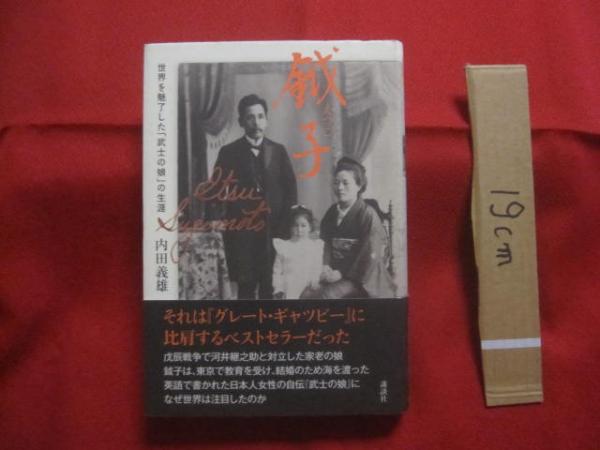 鉞子
世界を魅了した「武士の娘」の生涯
内田義雄
Etsu
Sugimoto
それは『グレート・ギャツビー』に
比肩するベストセラーだった
戊辰戦争で河井継之助と対立した家老の娘
鉞子は、東京で教育を受け、結婚のため海を渡った
英語で書かれた日本人女性の自伝『武士の娘』に
なぜ世界は注目したのか
講談社
19cm